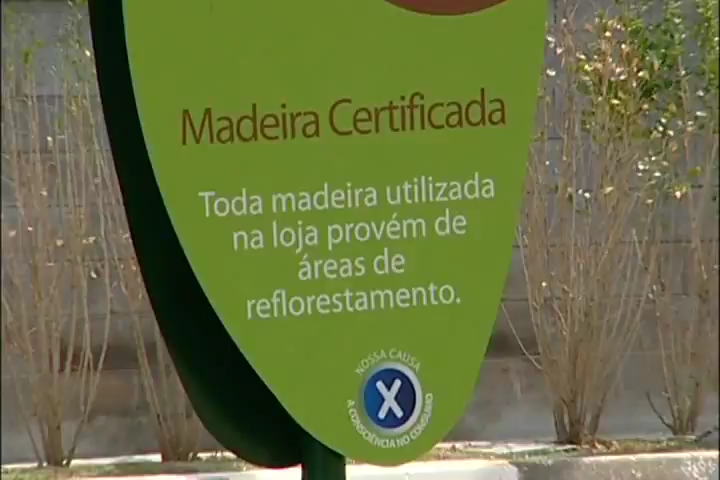 Madeira Certificada
Toda madeira utilizada
na loja provém de
áreas de
reflorestamento.
NOSSA CAUSA
X
A CONSCIÊNCIA NO CONSUMO